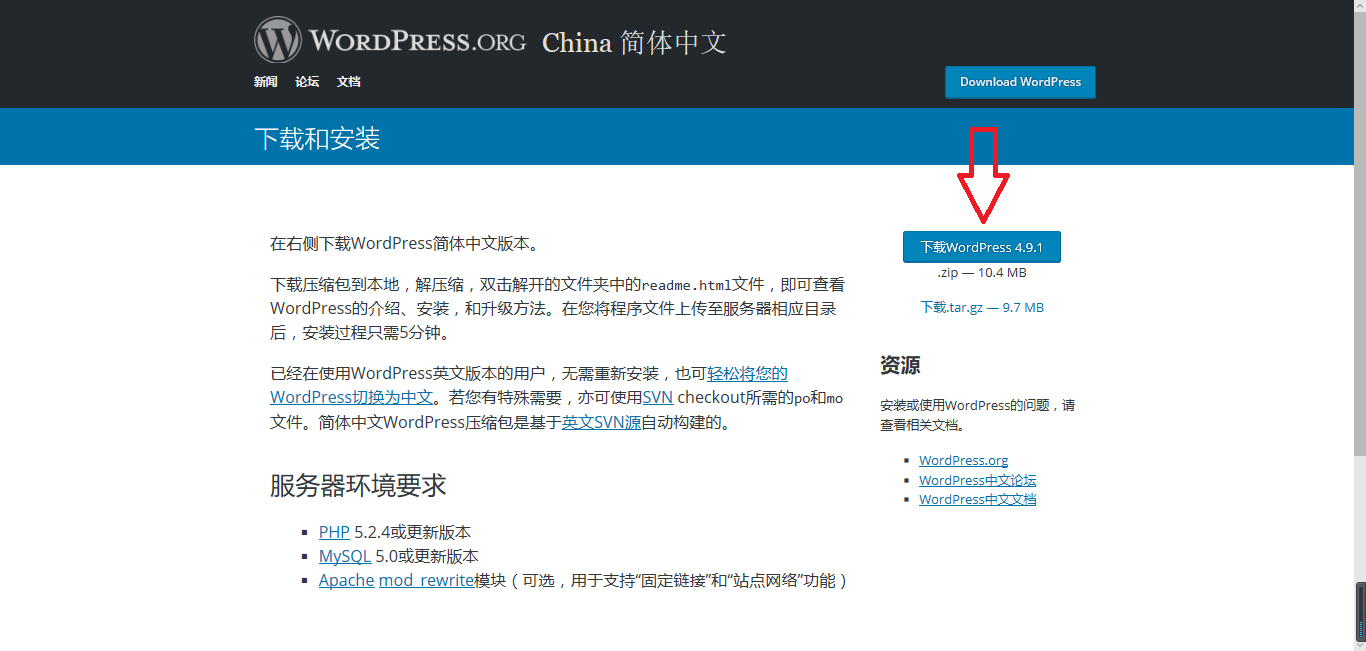 WORDPRESS.ORG China 简体中文
新闻 论坛 文档
Download WordPress
下载和安装
在右侧下载WordPress简体中文版本。
下载压缩包到本地，解压缩，双击解开的文件夹中的readme.html文件，即可查看
WordPress的介绍、安装，和升级方法。在您将程序文件上传至服务器相应目录
后，安装过程只需5分钟。
已经在使用WordPress英文版本的用户，无需重新安装，也可轻松将您的
WordPress切换为中文。若您有特殊需要，亦可使用SVN checkout所需的po和mo
文件。简体中文WordPress压缩包是基于英文SVN源自动构建的。
服务器环境要求
PHP 5.2.4或更新版本
MySQL 5.0或更新版本
Apache mod_rewrite模块（可选，用于支持“固定链接”和“站点网络”功能）
下载WordPress 4.9.1
.zip — 10.4 MB
下载.tar.gz — 9.7 MB
资源
安装或使用WordPress的问题，请
查看相关文档。
WordPress.org
WordPress中文论坛
WordPress中文文档